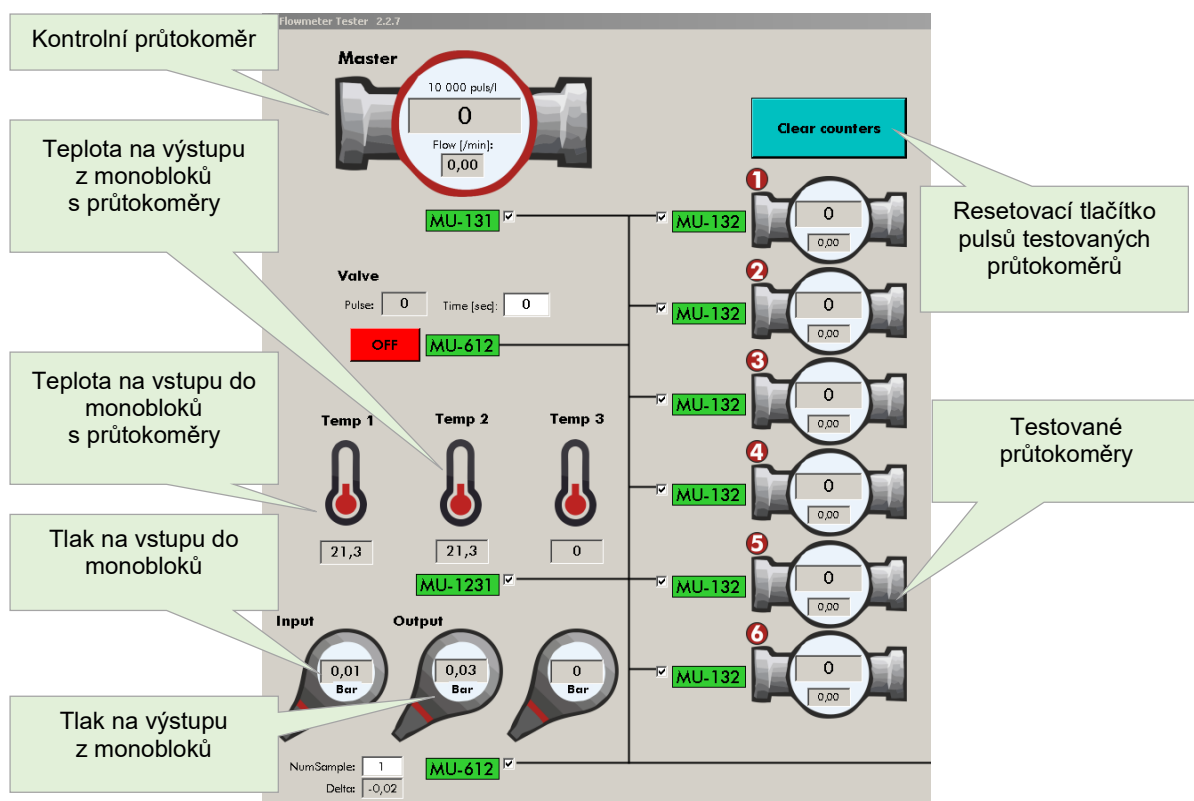 Flowmeter Tester 2.2.7
Kontrolní průtokoměr
Master
10 000 puls/l
0
Flow [/min]:
0,00
Clear counters
Teplota na výstupu
z monobloků
s průtokoměry
Resetovací tlačítko
pulsů testovaných
průtokoměrů
MU-131
1
MU-132
0
0,00
Valve
Pulse: 0 Time [sec]: 0
OFF MU-612
2
MU-132
0
0,00
Teplota na vstupu do
monobloků
s průtokoměry
3
MU-132
0
0,00
Testované
průtokoměry
Temp 1 Temp 2 Temp 3
21,3 21,3 0
4
MU-132
0
0,00
Tlak na vstupu do
monobloků
MU-1231
5
MU-132
0
0,00
Input Output
0,01 0,03 0
Bar Bar Bar
6
MU-132
0
0,00
Tlak na výstupu
z monobloků
NumSample: 1
MU-612
Delta: -0,02